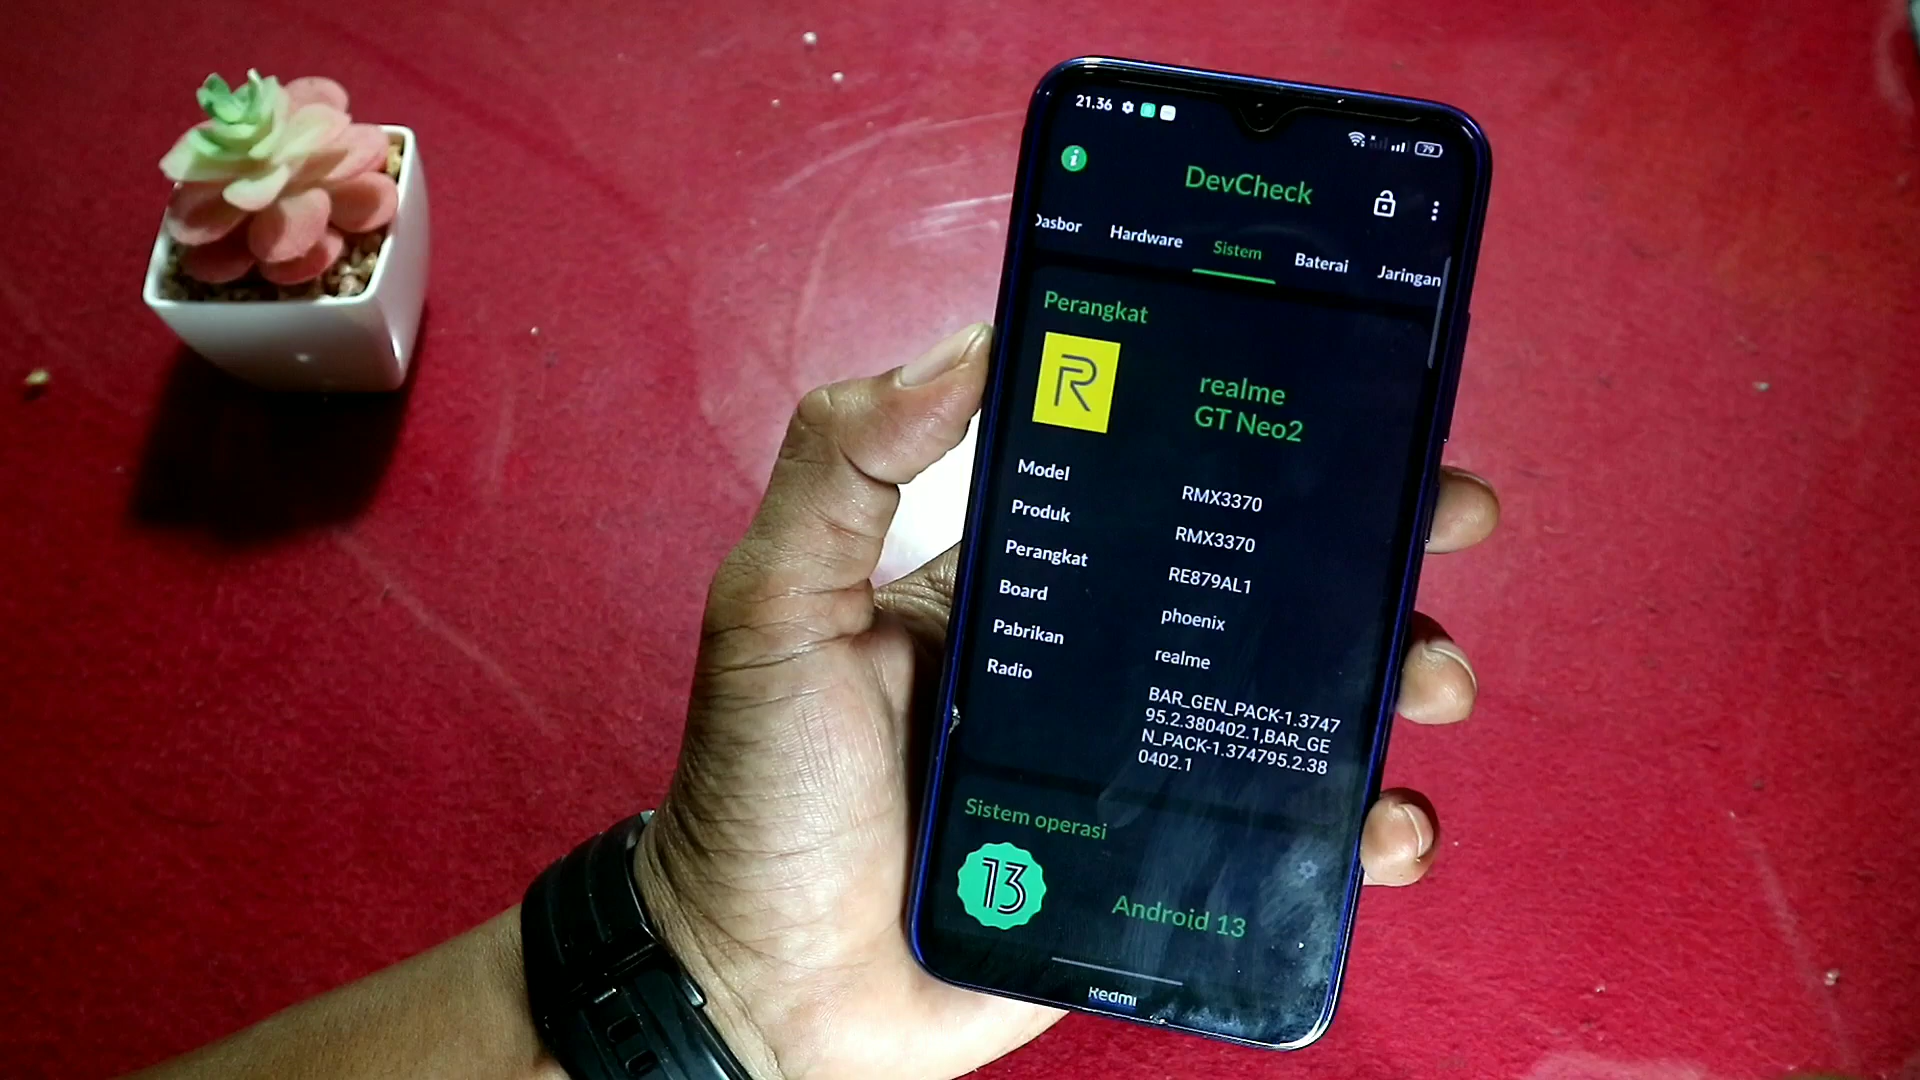 21.36
79
DevCheck
Dasbor Hardware Sistem Baterai Jaringan
Perangkat
R
realme
GT Neo2
Model RMX3370
Produk RMX3370
Perangkat RE879AL1
Board phoenix
Pabrikan realme
Radio BAR_GEN_PACK-1.3747
95.2.380402.1,BAR_GE
N_PACK-1.374795.2.38
0402.1
Sistem operasi
13
Android 13
Redmi